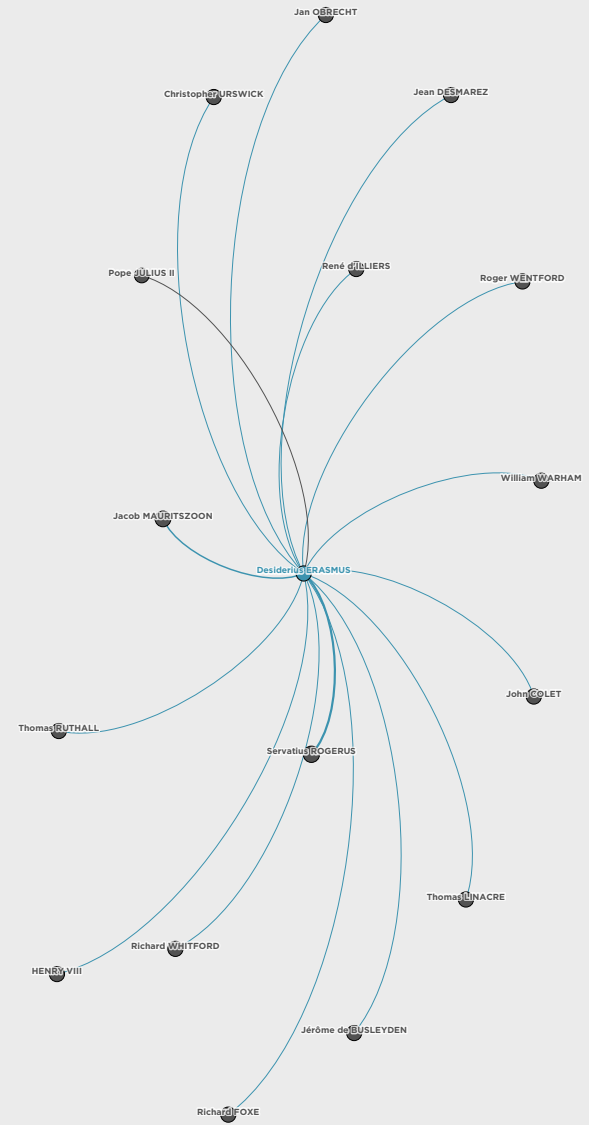 Jan OBRECHT
Christopher URSWICK
Jean DESMAREZ
Pope JULIUS II
René d'ILLIERS
Roger WENTFORD
William WARHAM
Jacob MAURITSZOON
Desiderius ERASMUS
John COLET
Thomas RUTHALL
Servatius ROGERUS
Thomas LINACRE
Richard WHITFORD
HENRY VIII
Jérôme de BUSLEYDEN
Richard FOXE